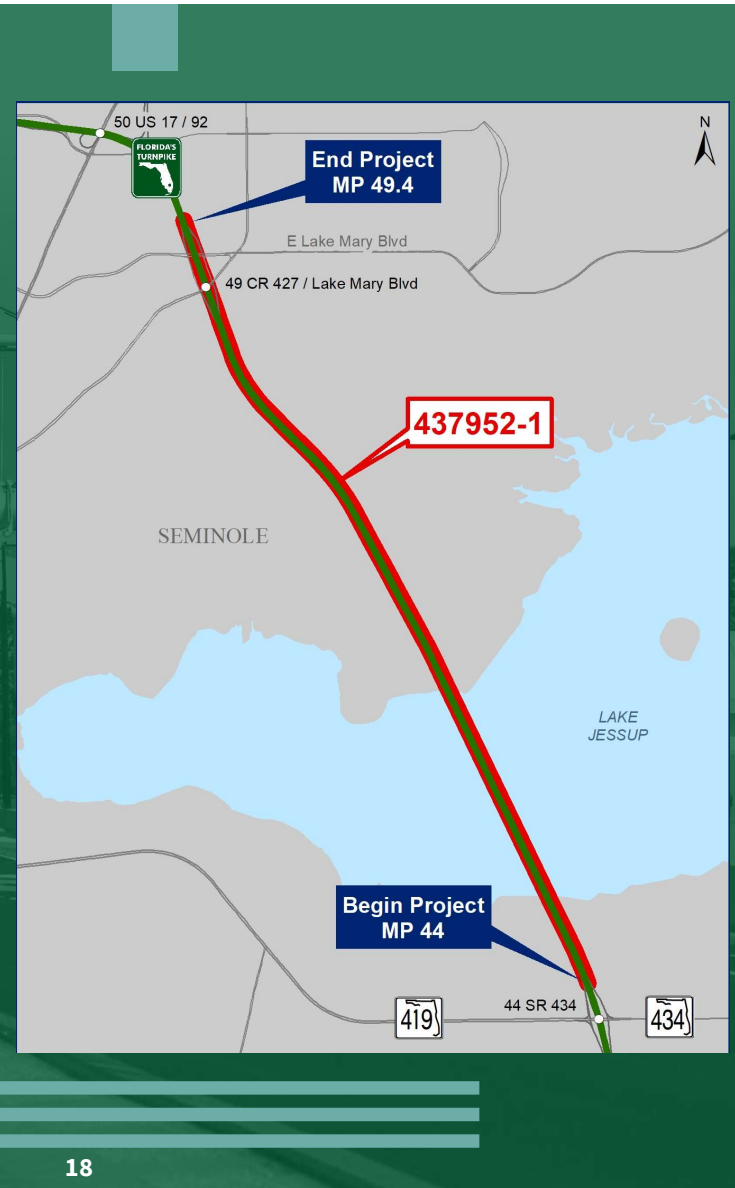 50 US 17 / 92
FLORIDA'S
TURNPIKE
N
End Project
MP 49.4
E Lake Mary Blvd
49 CR 427 / Lake Mary Blvd
437952-1
SEMINOLE
LAKE
JESSUP
Begin Project
MP 44
44 SR 434
419
434
18